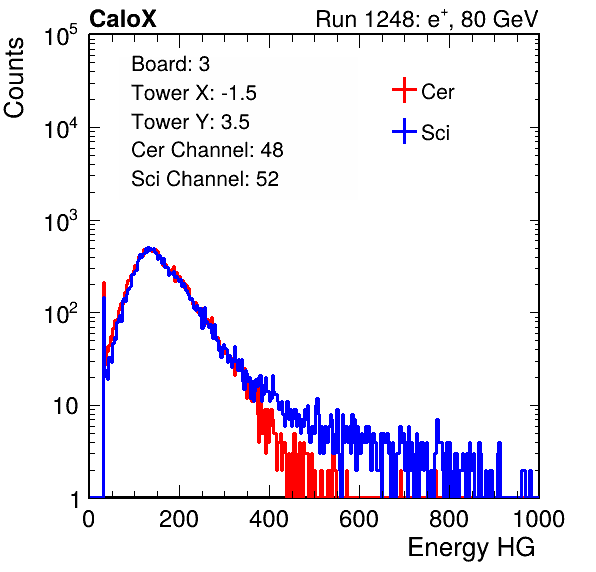 CaloX Run 1248: e⁺, 80 GeV
Counts
10⁵
10⁴
10³
10²
10
1
Board: 3
Tower X: -1.5
Tower Y: 3.5
Cer Channel: 48
Sci Channel: 52
Cer
Sci
0 200 400 600 800 1000
Energy HG